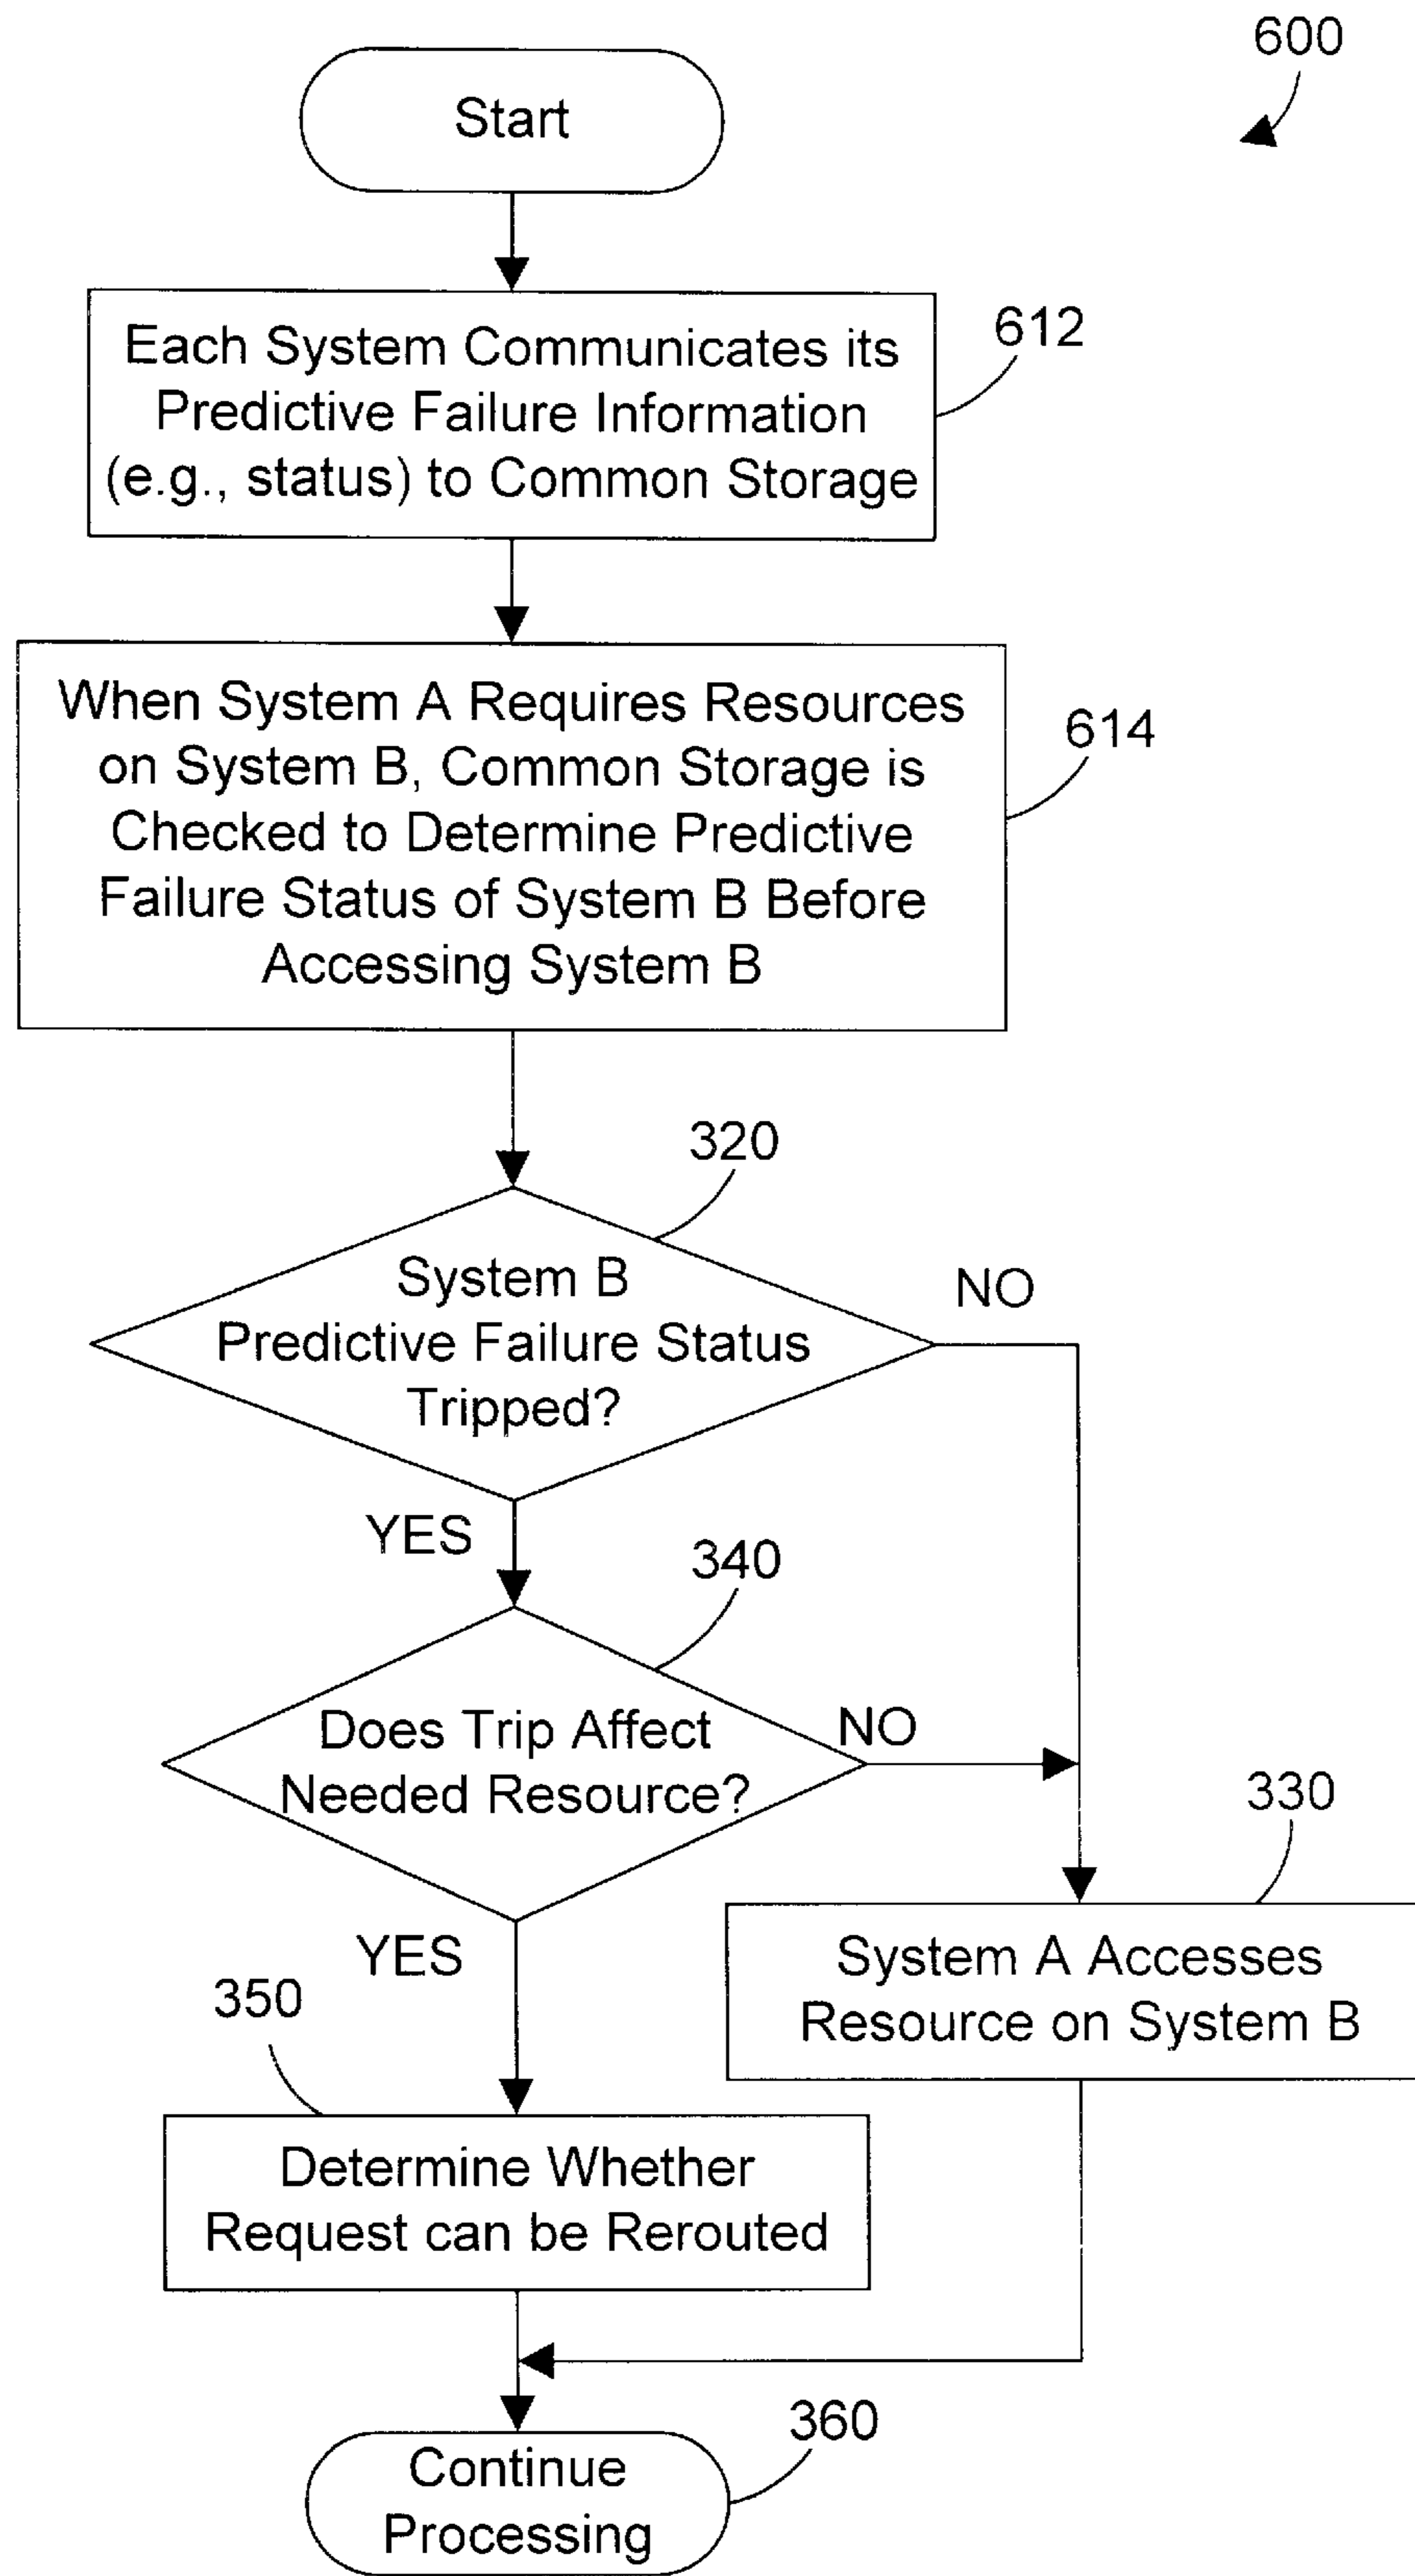 600
Start
Each System Communicates its
Predictive Failure Information
(e.g., status) to Common Storage
612
When System A Requires Resources
on System B, Common Storage is
Checked to Determine Predictive
Failure Status of System B Before
Accessing System B
614
320
System B
Predictive Failure Status
Tripped?
NO
YES
340
Does Trip Affect
Needed Resource?
NO
330
YES
System A Accesses
Resource on System B
350
Determine Whether
Request can be Rerouted
360
Continue
Processing